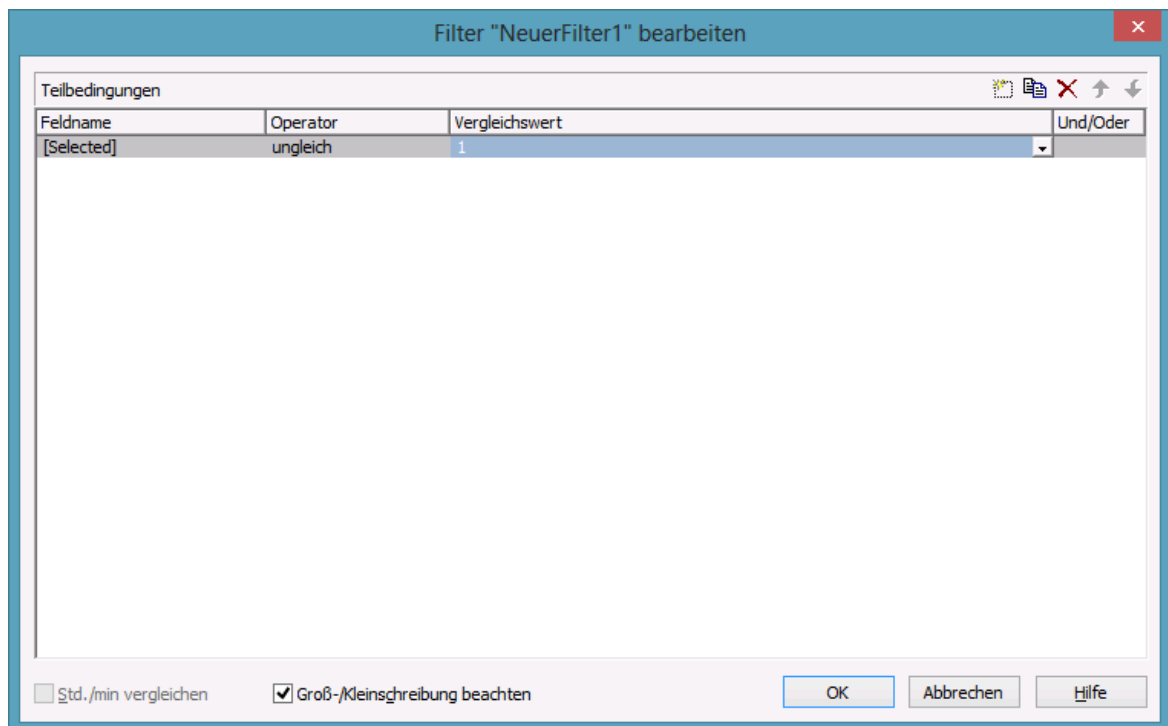 Filter "NeuerFilter1" bearbeiten
Teilbedingungen
Feldname Operator Vergleichswert Und/Oder
[Selected] ungleich 1
Std./min vergleichen Groß-/Kleinschreibung beachten OK Abbrechen Hilfe